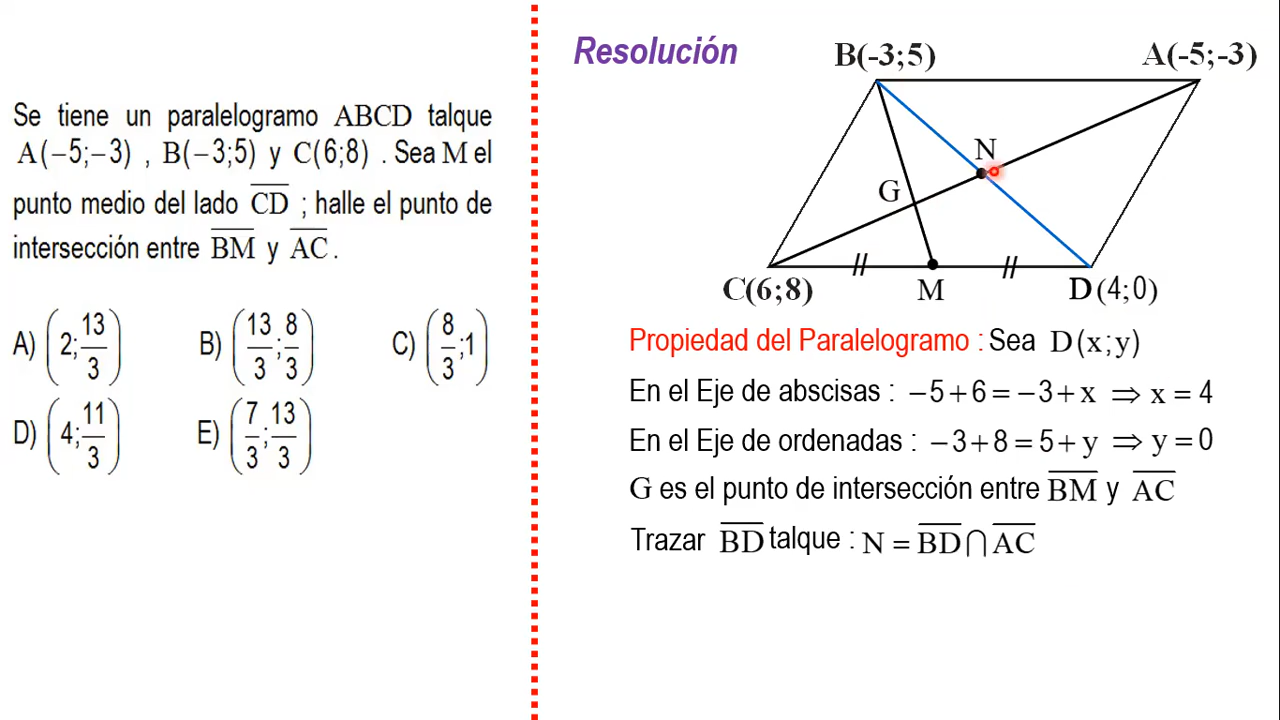 Se tiene un paralelogramo ABCD talque
A(−5;−3) , B(−3;5) y C(6;8) . Sea M el
punto medio del lado CD ; halle el punto de
intersección entre BM y AC .
A) (2; 13/3) B) (13/3; 8/3) C) (8/3; 1)
D) (4; 11/3) E) (7/3; 13/3)
Resolución
B(-3;5) A(-5;-3)
N
G
C(6;8) M D(4;0)
Propiedad del Paralelogramo : Sea D(x;y)
En el Eje de abscisas : −5+6=−3+x ⇒ x = 4
En el Eje de ordenadas : −3+8=5+y ⇒ y = 0
G es el punto de intersección entre BM y AC
Trazar BD talque : N = BD ∩ AC